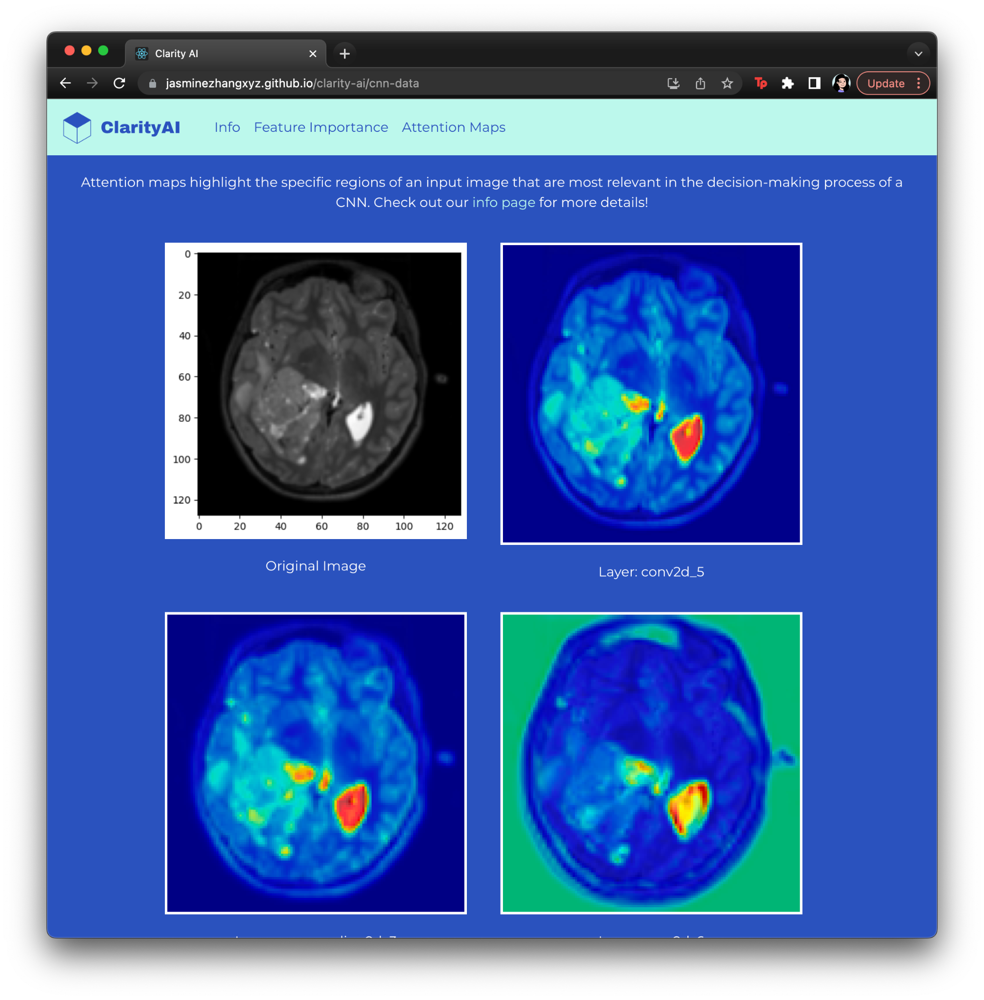 Clarity AI
jasminezhangxyz.github.io/clarity-ai/cnn-data
Tp
Update
ClarityAI
Info
Feature Importance
Attention Maps
Attention maps highlight the specific regions of an input image that are most relevant in the decision-making process of a
CNN. Check out our info page for more details!
0
20
40
60
80
100
120
0 20 40 60 80 100 120
Original Image
Layer: conv2d_5